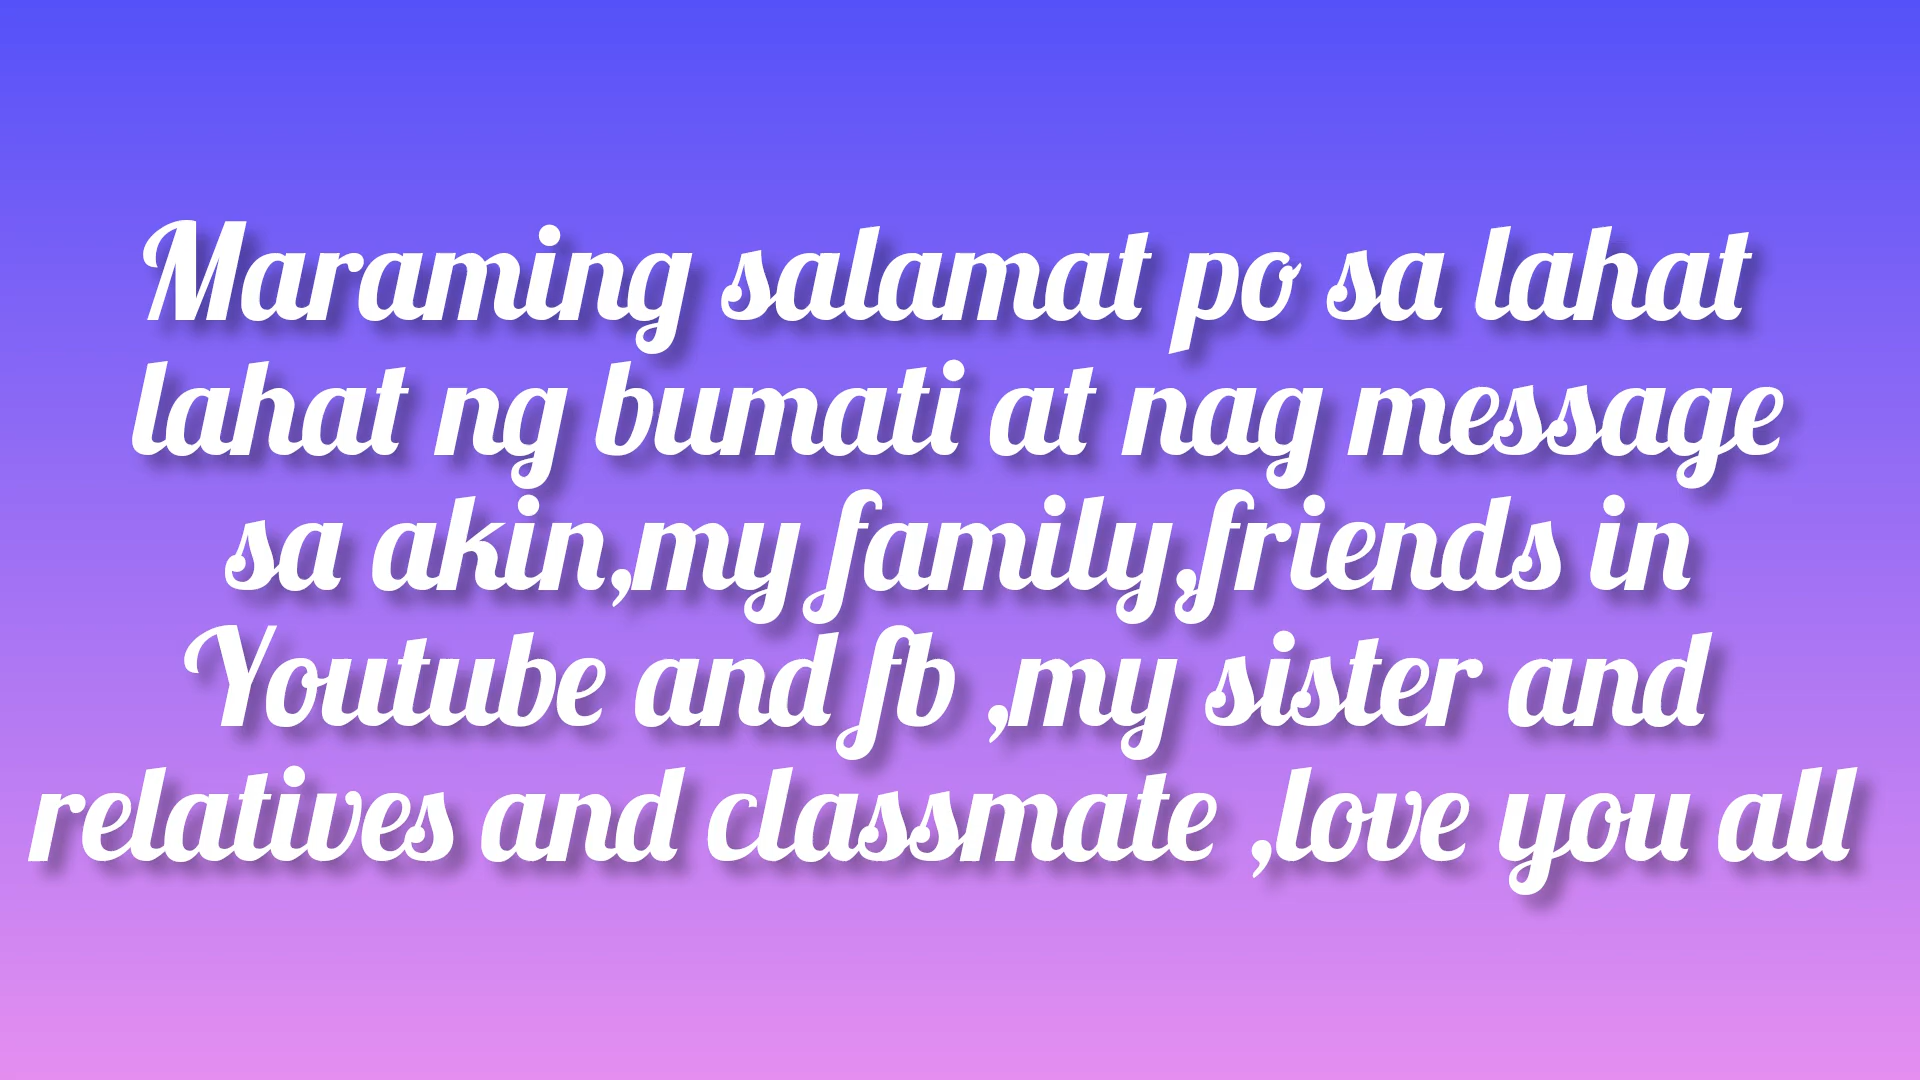 Maraming salamat po sa lahat
lahat ng bumati at nag message
sa akin,my family,friends in
Youtube and fb ,my sister and
relatives and classmate ,love you all